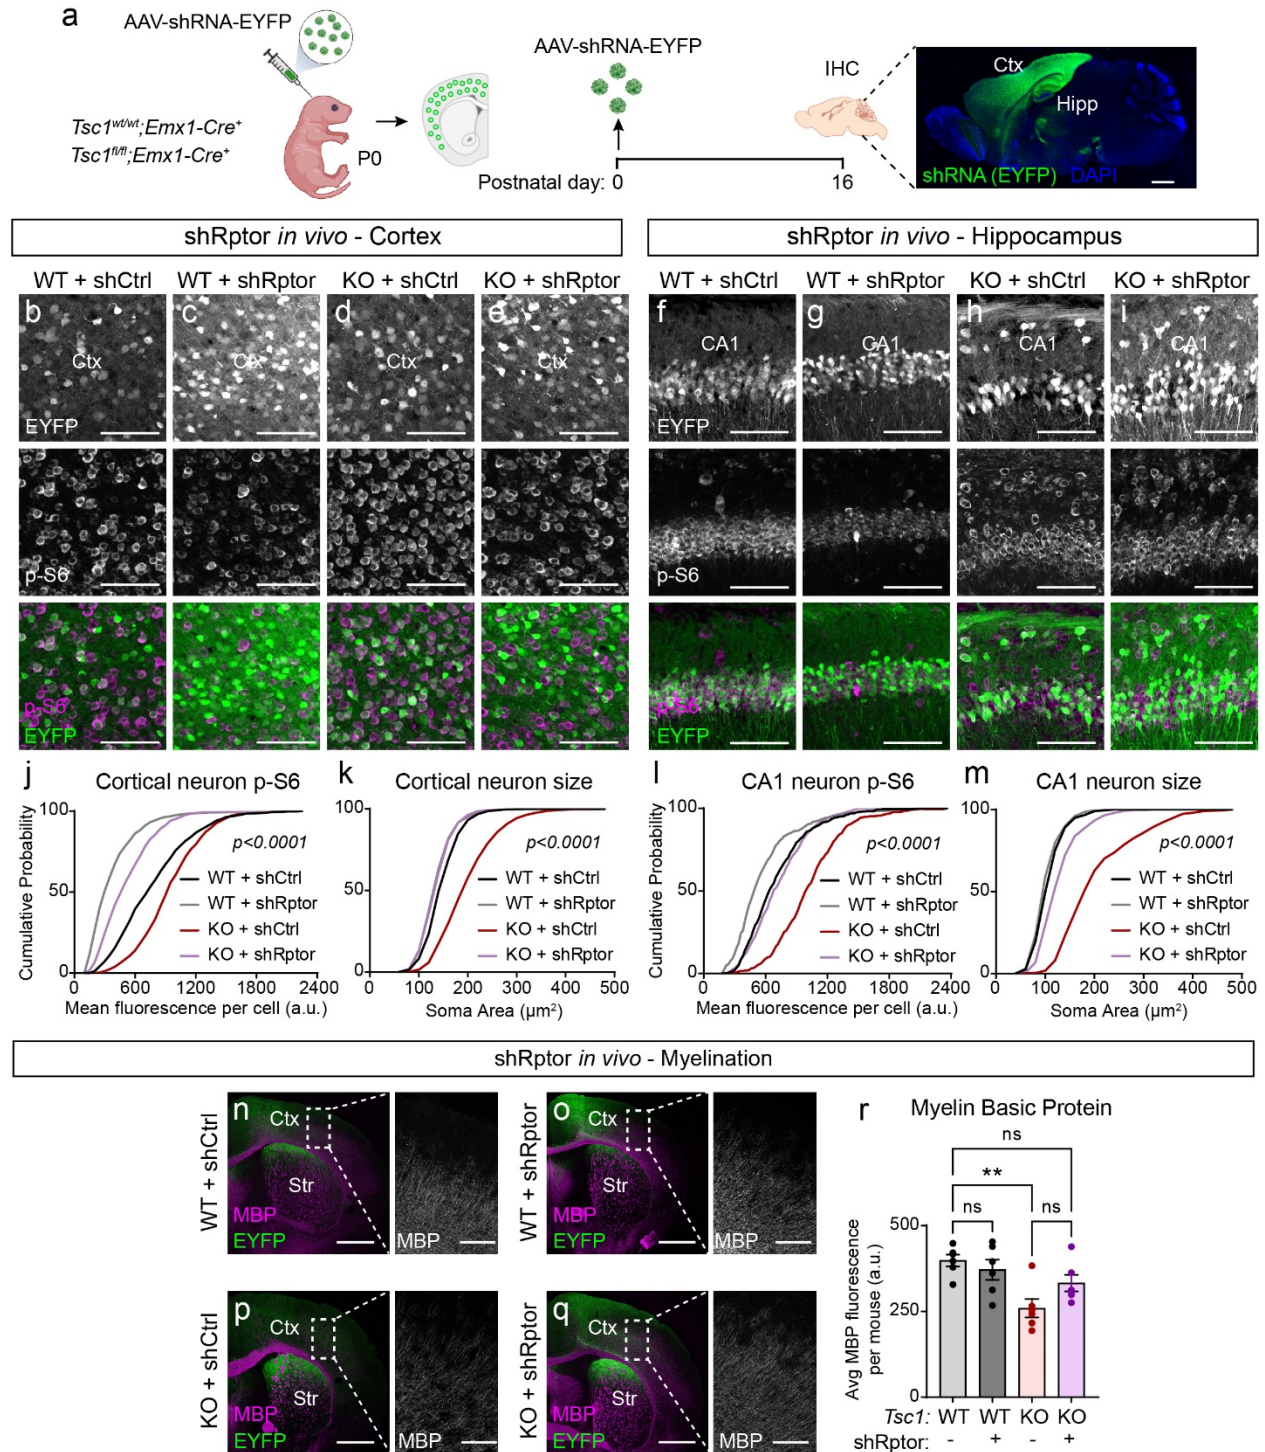 a
AAV-shRNA-EYFP
Tsc1wt/wt;Emx1-Cre+
Tsc1fl/fl;Emx1-Cre+
P0
AAV-shRNA-EYFP
Postnatal day: 0 16
IHC
Ctx
Hipp
shRNA (EYFP) DAPI
shRptor in vivo - Cortex
WT + shCtrl WT + shRptor KO + shCtrl KO + shRptor
b c d e
Ctx Ctx Ctx Ctx
EYFP
p-S6
p-S6
EYFP
shRptor in vivo - Hippocampus
WT + shCtrl WT + shRptor KO + shCtrl KO + shRptor
f g h i
CA1 CA1 CA1 CA1
EYFP
p-S6
p-S6
EYFP
j Cortical neuron p-S6
Cumulative Probability
100
50
0
p<0.0001
WT + shCtrl
WT + shRptor
KO + shCtrl
KO + shRptor
0 600 1200 1800 2400
Mean fluorescence per cell (a.u.)
k Cortical neuron size
100
50
0
p<0.0001
WT + shCtrl
WT + shRptor
KO + shCtrl
KO + shRptor
0 100 200 300 400 500
Soma Area (µm²)
l CA1 neuron p-S6
Cumulative Probability
100
50
0
p<0.0001
WT + shCtrl
WT + shRptor
KO + shCtrl
KO + shRptor
0 600 1200 1800 2400
Mean fluorescence per cell (a.u.)
m CA1 neuron size
100
50
0
p<0.0001
WT + shCtrl
WT + shRptor
KO + shCtrl
KO + shRptor
0 100 200 300 400 500
Soma Area (µm²)
shRptor in vivo - Myelination
WT + shCtrl
n
Ctx
Str
MBP
EYFP
MBP
WT + shRptor
o
Ctx
Str
MBP
EYFP
MBP
KO + shCtrl
p
Ctx
Str
MBP
EYFP
MBP
KO + shRptor
q
Ctx
Str
MBP
EYFP
MBP
r Myelin Basic Protein
ns
**
ns ns
Avg MBP fluorescence
per mouse (a.u.)
500
250
0
Tsc1: WT WT KO KO
shRptor: - + - +